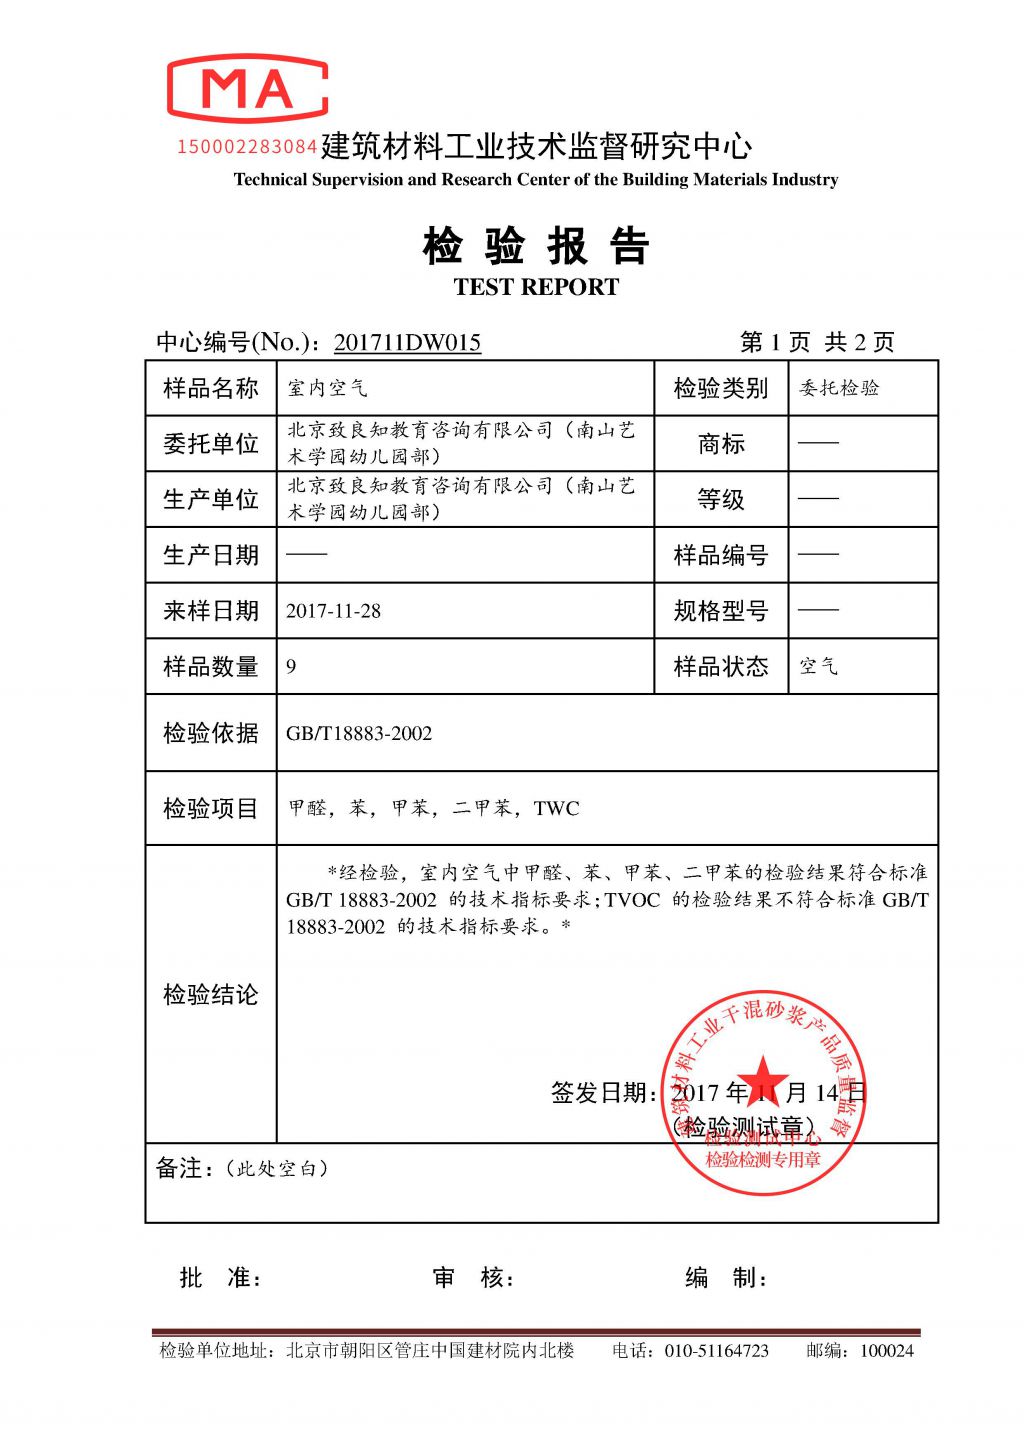 MA
150002283084
建筑材料工业技术监督研究中心
Technical Supervision and Research Center of the Building Materials Industry
检 验 报 告
TEST REPORT
中心编号(No.)：201711DW015 第 1 页 共 2 页
样品名称 室内空气 检验类别 委托检验
委托单位 北京致良知教育咨询有限公司（南山艺
术学园幼儿园部） 商标 ——
生产单位 北京致良知教育咨询有限公司（南山艺
术学园幼儿园部） 等级 ——
生产日期 —— 样品编号 ——
来样日期 2017-11-28 规格型号 ——
样品数量 9 样品状态 空气
检验依据 GB/T18883-2002
检验项目 甲醛，苯，甲苯，二甲苯，TWC
检验结论
*经检验，室内空气中甲醛、苯、甲苯、二甲苯的检验结果符合标准
GB/T 18883-2002 的技术指标要求；TVOC 的检验结果不符合标准 GB/T
18883-2002 的技术指标要求。*
签发日期：2017 年 11 月 14 日
（检验测试章）
建筑材料工业干混砂浆产品质量监督
检验测试中心
检验检测专用章
备注：（此处空白）
批 准： 审 核： 编 制：
检验单位地址：北京市朝阳区管庄中国建材院内北楼 电话：010-51164723 邮编：100024